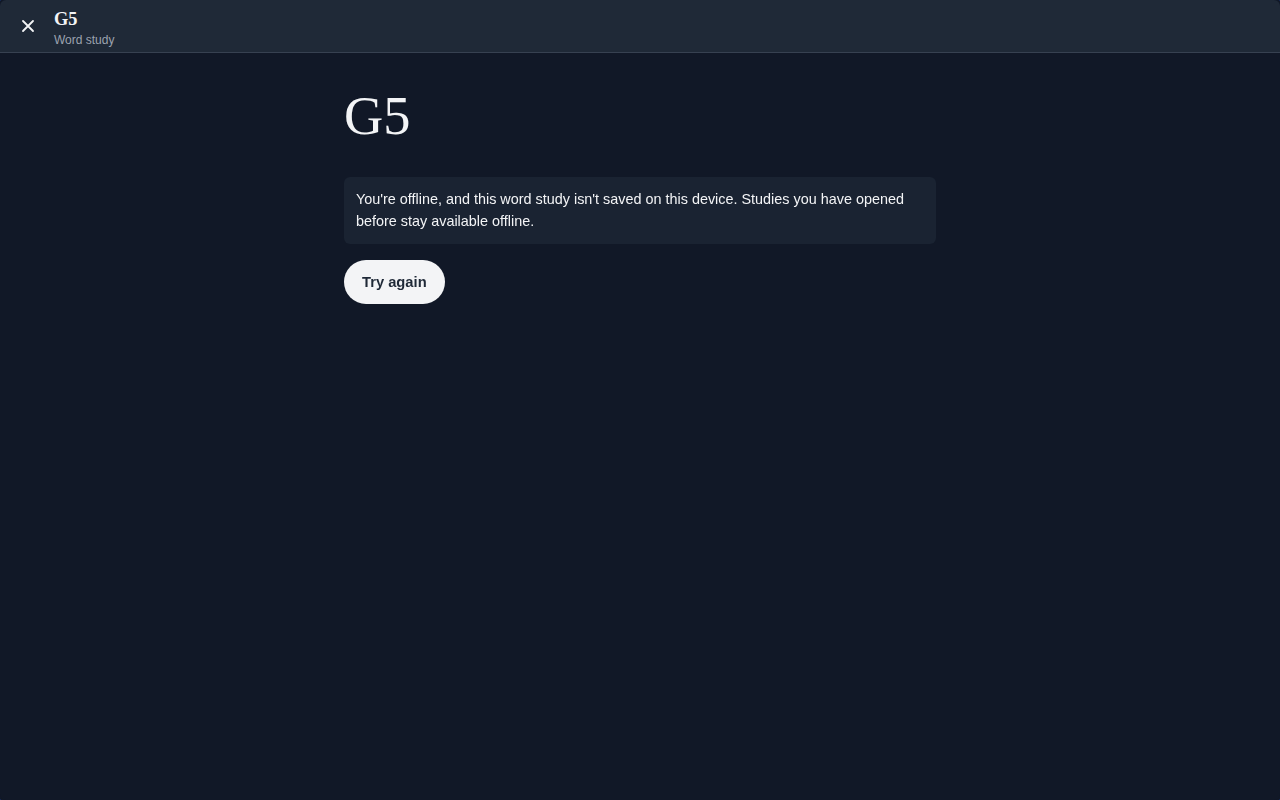 G5
Word study
G5
You're offline, and this word study isn't saved on this device. Studies you have opened
before stay available offline.
Try again